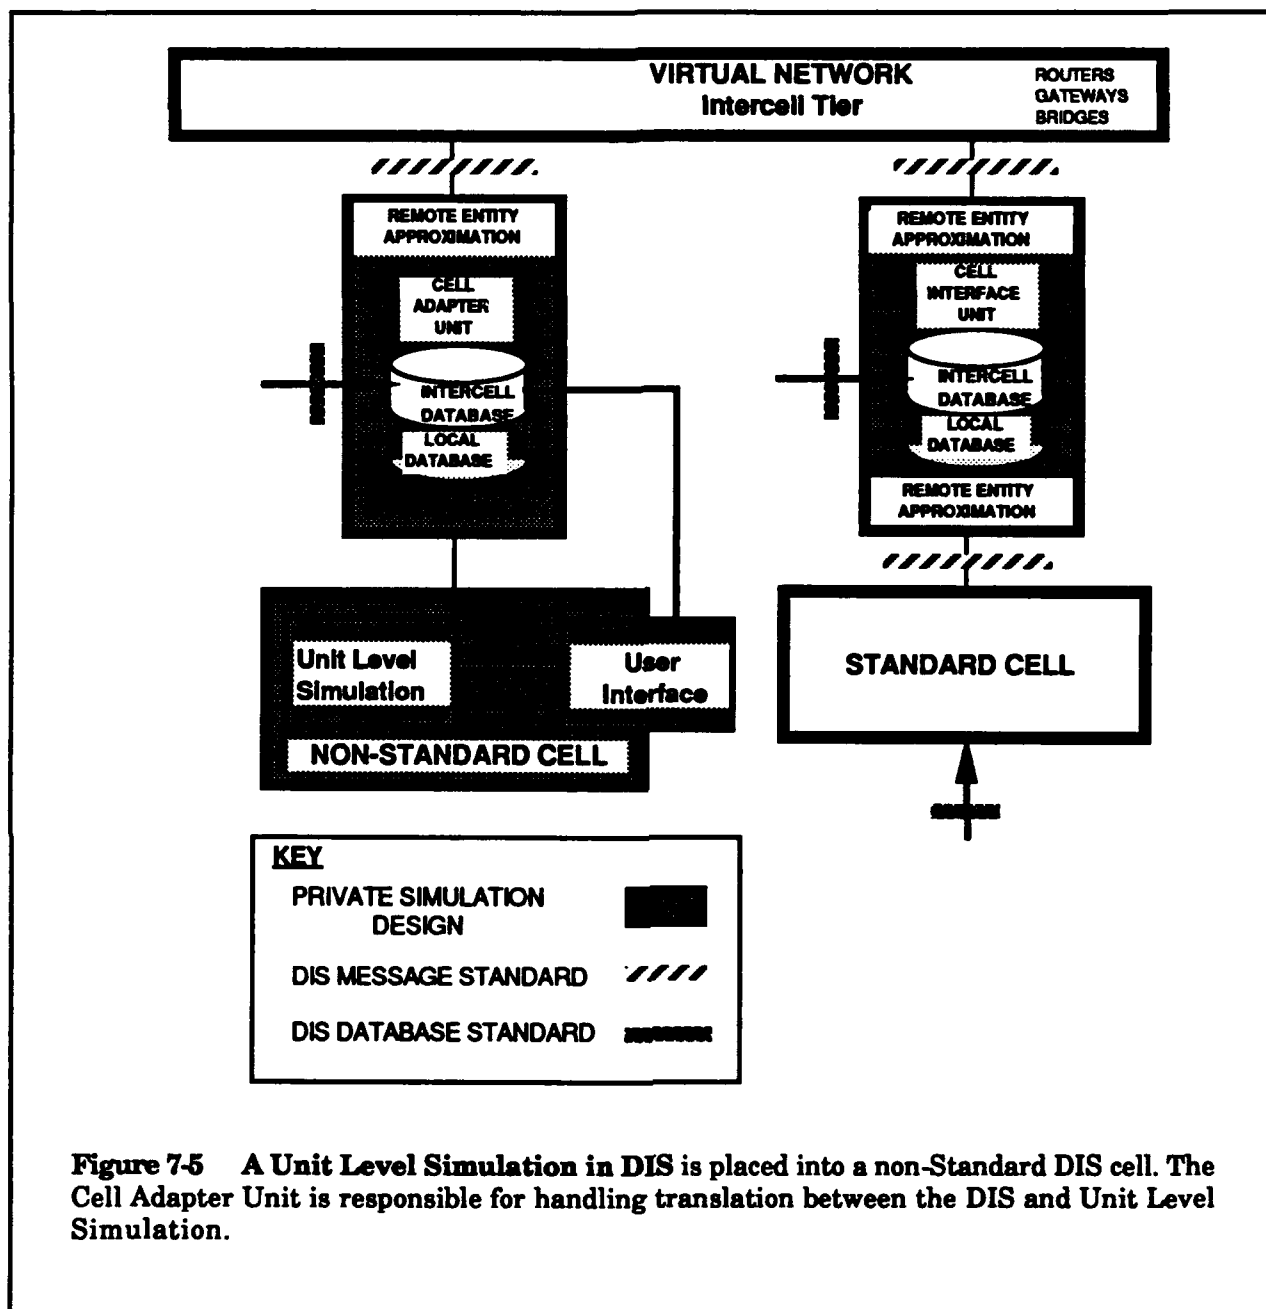 VIRTUAL NETWORK
Intercell Tier
ROUTERS
GATEWAYS
BRIDGES
REMOTE ENTITY
APPROXIMATION
CELL
ADAPTER
UNIT
INTERCELL
DATABASE
LOCAL
DATABASE
REMOTE ENTITY
APPROXIMATION
CELL
INTERFACE
UNIT
INTERCELL
DATABASE
LOCAL
DATABASE
REMOTE ENTITY
APPROXIMATION
Unit Level
Simulation
User
Interface
NON-STANDARD CELL
STANDARD CELL
KEY
PRIVATE SIMULATION
DESIGN
DIS MESSAGE STANDARD
DIS DATABASE STANDARD
Figure 7-5 A Unit Level Simulation in DIS is placed into a non-Standard DIS cell. The
Cell Adapter Unit is responsible for handling translation between the DIS and Unit Level
Simulation.